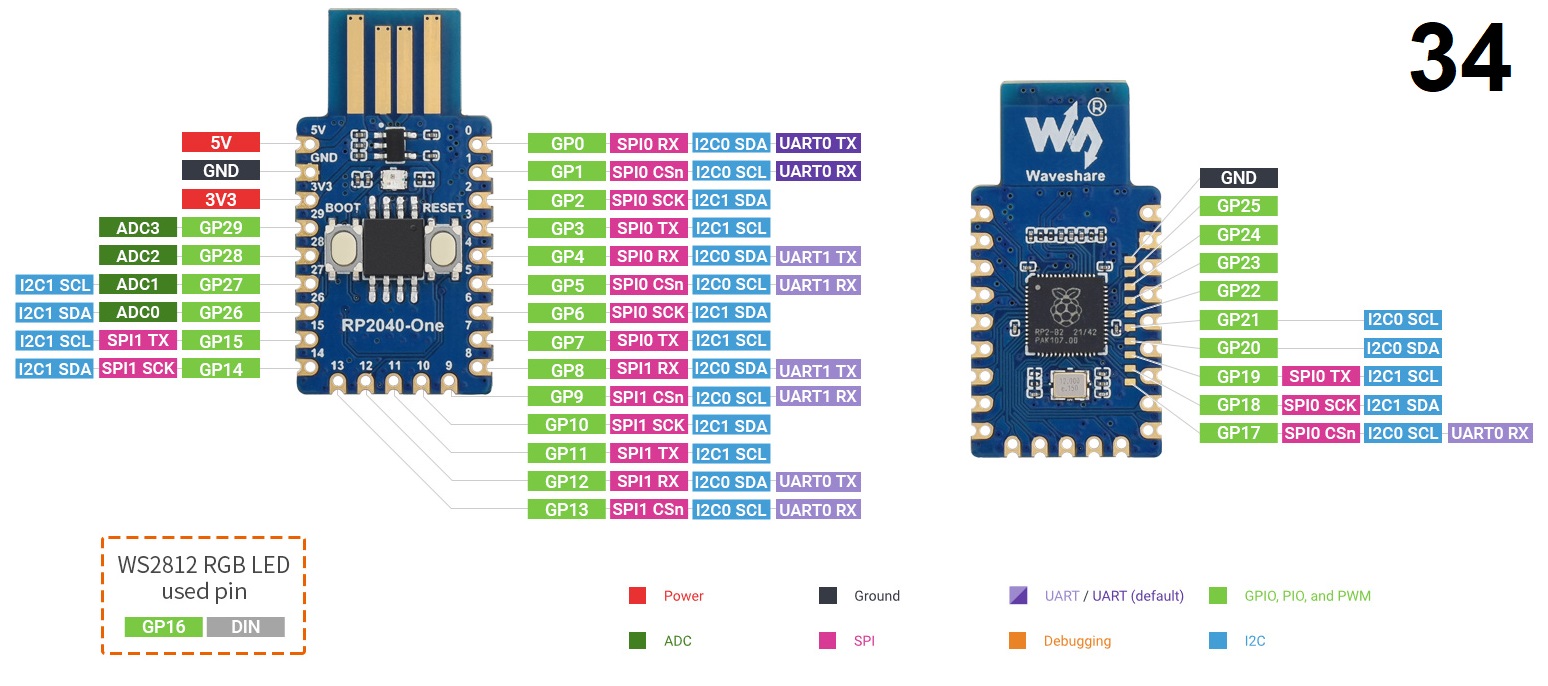 34
5V
GND
3V3
ADC3 GP29
ADC2 GP28
I2C1 SCL ADC1 GP27
I2C1 SDA ADC0 GP26
I2C1 SCL SPI1 TX GP15
I2C1 SDA SPI1 SCK GP14
5V 0
GND 1
3V3 2
BOOT RESET
29 3
28 4
27 5
26 6
15 7
14 8
RP2040-One
13 12 11 10 9
GP0 SPI0 RX I2C0 SDA UART0 TX
GP1 SPI0 CSn I2C0 SCL UART0 RX
GP2 SPI0 SCK I2C1 SDA
GP3 SPI0 TX I2C1 SCL
GP4 SPI0 RX I2C0 SDA UART1 TX
GP5 SPI0 CSn I2C0 SCL UART1 RX
GP6 SPI0 SCK I2C1 SDA
GP7 SPI0 TX I2C1 SCL
GP8 SPI1 RX I2C0 SDA UART1 TX
GP9 SPI1 CSn I2C0 SCL UART1 RX
GP10 SPI1 SCK I2C1 SDA
GP11 SPI1 TX I2C1 SCL
GP12 SPI1 RX I2C0 SDA UART0 TX
GP13 SPI1 CSn I2C0 SCL UART0 RX
®
Waveshare
RP2-B2 21/42
GND
GP25
GP24
GP23
GP22
GP21 I2C0 SCL
GP20 I2C0 SDA
GP19 SPI0 TX I2C1 SCL
GP18 SPI0 SCK I2C1 SDA
GP17 SPI0 CSn I2C0 SCL UART0 RX
WS2812 RGB LED
used pin
GP16 DIN
Power Ground UART / UART (default) GPIO, PIO, and PWM
ADC SPI Debugging I2C